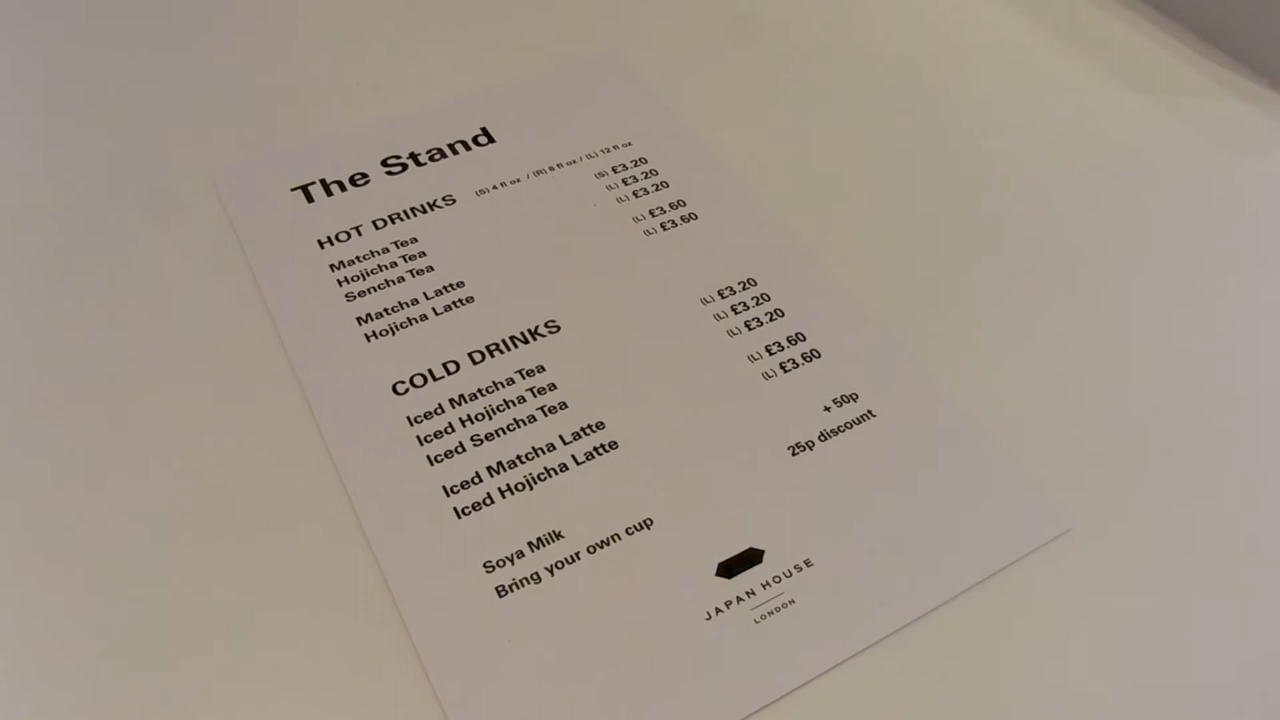 The Stand
HOT DRINKS (S) 4 fl oz / (R) 8 fl oz / (L) 12 fl oz
Matcha Tea (S) £3.20
Hojicha Tea (L) £3.20
Sencha Tea (L) £3.20
Matcha Latte (L) £3.60
Hojicha Latte (L) £3.60
COLD DRINKS
Iced Matcha Tea (L) £3.20
Iced Hojicha Tea (L) £3.20
Iced Sencha Tea (L) £3.20
Iced Matcha Latte (L) £3.60
Iced Hojicha Latte (L) £3.60
Soya Milk + 50p
Bring your own cup 25p discount
JAPAN HOUSE
LONDON